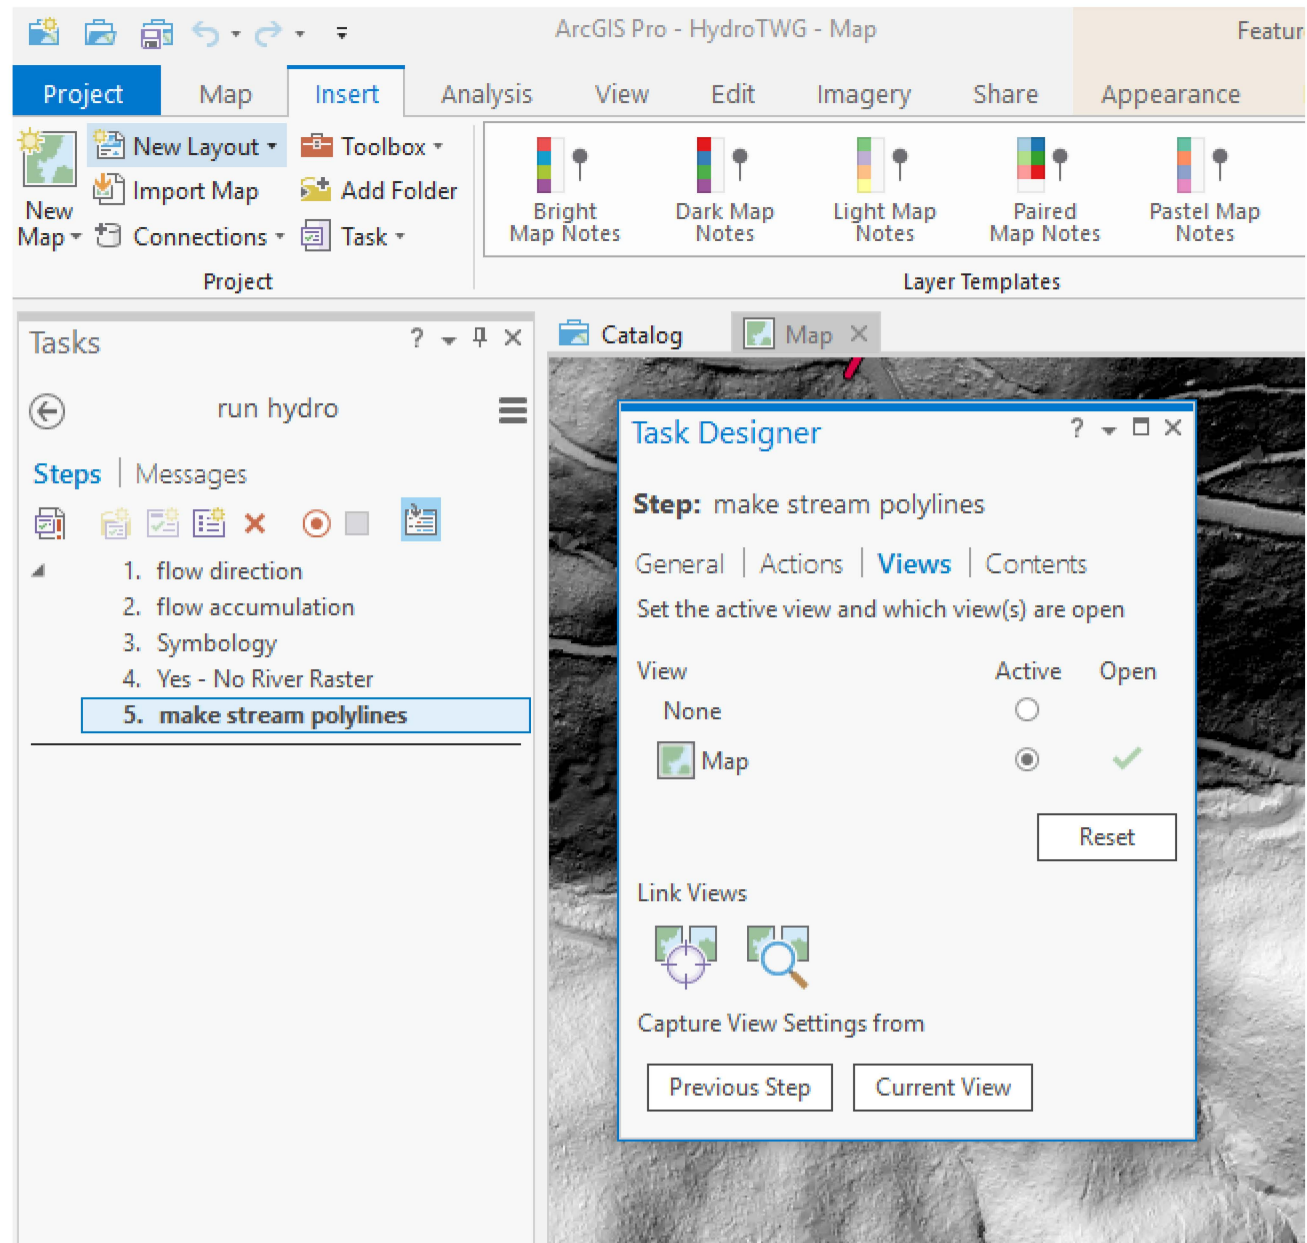 ArcGIS Pro - HydroTWG - Map
Project
Map
Insert
Analysis
View
Edit
Imagery
Share
Appearance
New Map
New Layout
Import Map
Connections
Toolbox
Add Folder
Task
Project
Bright
Map Notes
Dark Map
Notes
Light Map
Notes
Paired
Map Notes
Pastel Map
Notes
Layer Templates
Tasks
?
run hydro
Steps
Messages
1. flow direction
2. flow accumulation
3. Symbology
4. Yes - No River Raster
5. make stream polylines
Catalog
Map
Task Designer
?
Step: make stream polylines
General | Actions | Views | Contents
Set the active view and which view(s) are open
View Active Open
None
Map
Reset
Link Views
Capture View Settings from
Previous Step
Current View